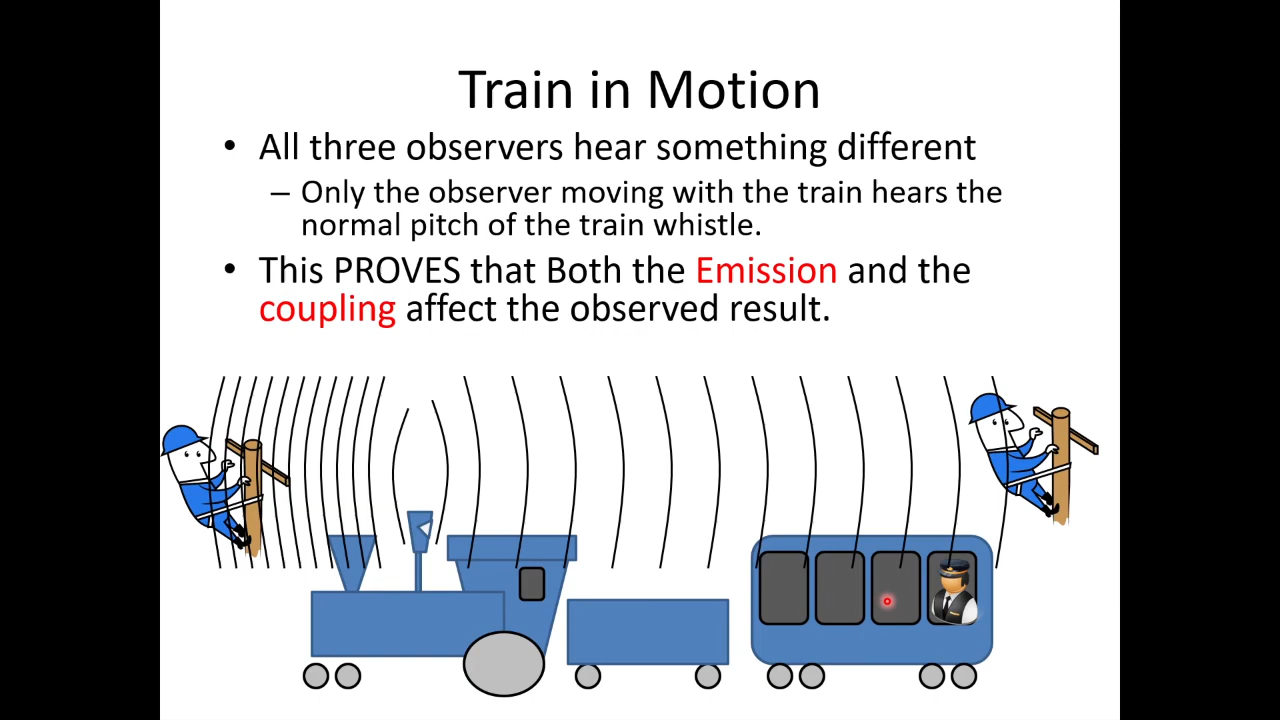 Train in Motion
• All three observers hear something different
– Only the observer moving with the train hears the
normal pitch of the train whistle.
• This PROVES that Both the Emission and the
coupling affect the observed result.